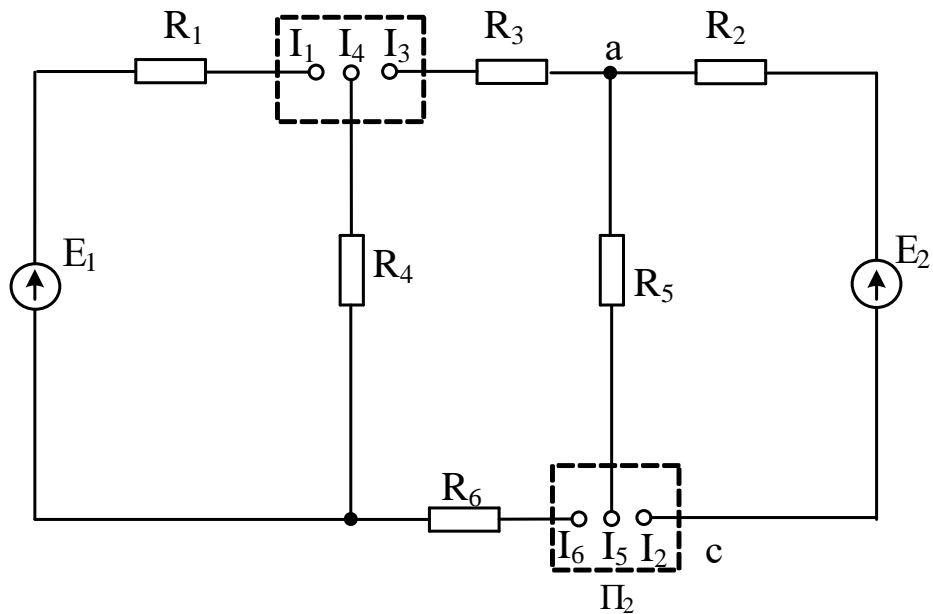 R₁ I₁ I₄ I₃ R₃ a R₂
E₁ R₄ R₅ E₂
R₆ I₆ I₅ I₂ c
П₂